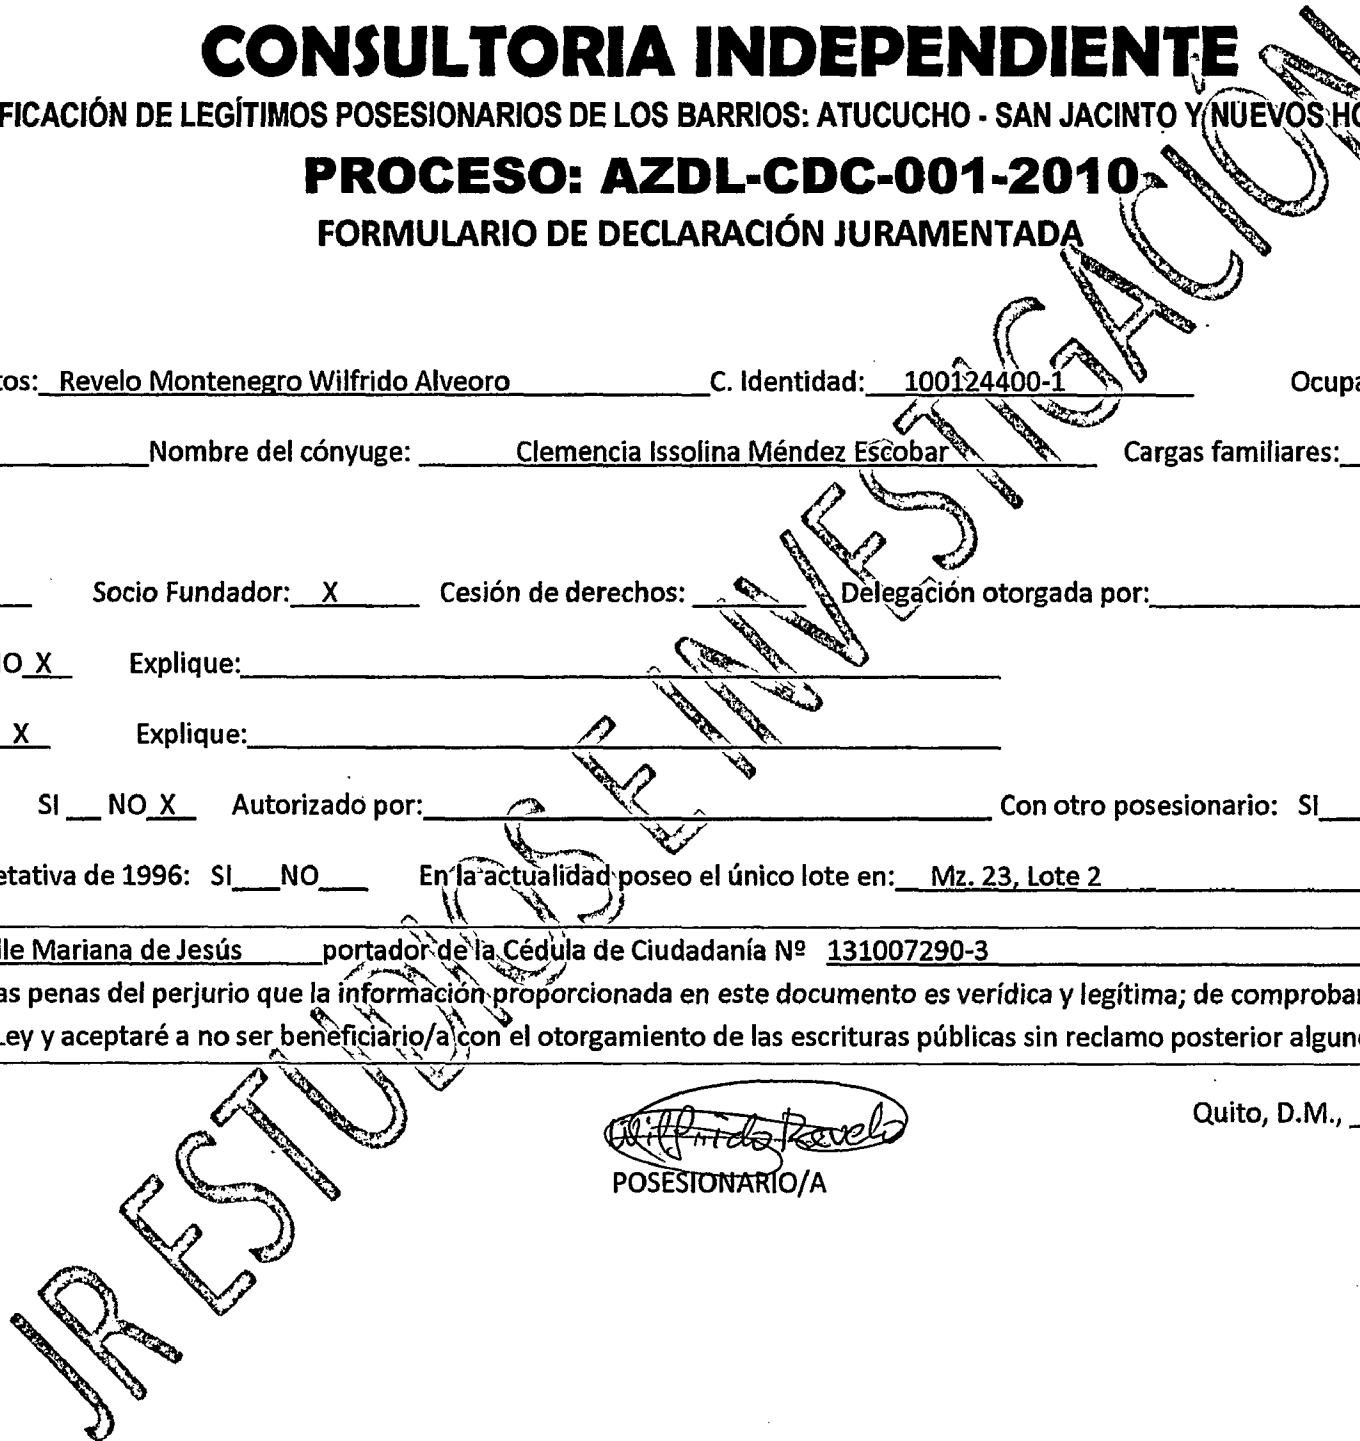 CONSULTORIA INDEPENDIENTE
FICACIÓN DE LEGÍTIMOS POSESIONARIOS DE LOS BARRIOS: ATUCUCHO - SAN JACINTO Y NUEVOS HO
PROCESO: AZDL-CDC-001-2010
FORMULARIO DE DECLARACIÓN JURAMENTADA
tos: Revelo Montenegro Wilfrido Alveoro C. Identidad: 100124400-1 Ocupa
Nombre del cónyuge: Clemencia Issolina Méndez Escobar Cargas familiares:
Socio Fundador: X Cesión de derechos: Delegación otorgada por:
NO X Explique:
X Explique:
SI __ NO X Autorizado por: Con otro posesionario: SI
etativa de 1996: SI___NO___ En la actualidad poseo el único lote en: Mz. 23, Lote 2
lle Mariana de Jesús portador de la Cédula de Ciudadanía Nº 131007290-3
as penas del perjurio que la información proporcionada en este documento es verídica y legítima; de comprobar
Ley y aceptaré a no ser beneficiario/a con el otorgamiento de las escrituras públicas sin reclamo posterior alguno
Quito, D.M., _
Wilfrido Revelo
POSESIONARIO/A
JR ESTUDIOS E INVESTIGACIÓN